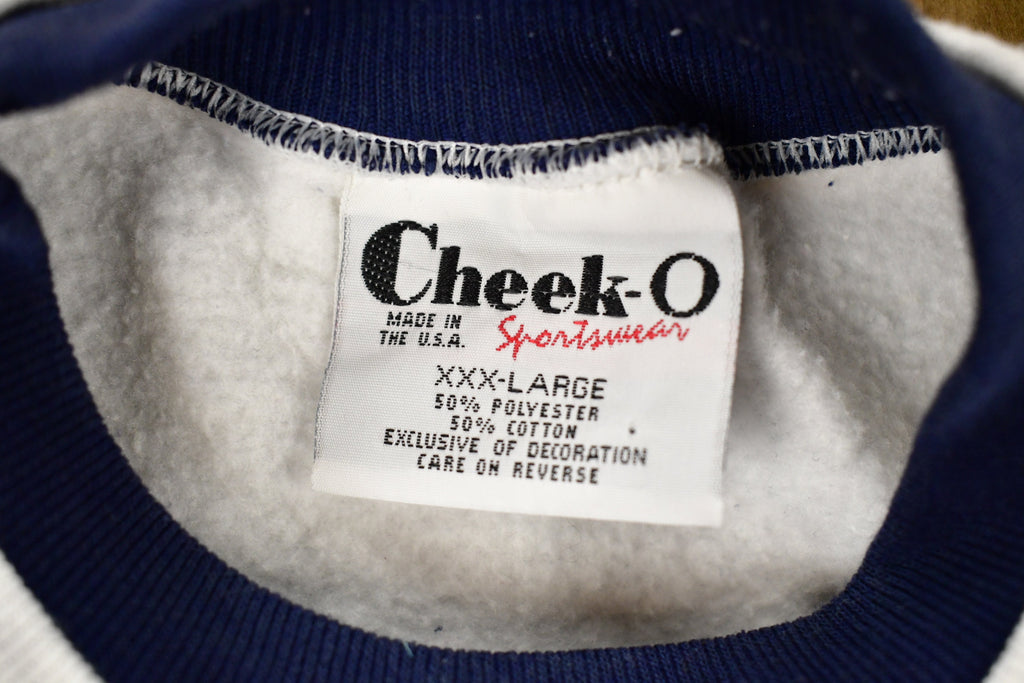 Cheek-O
Sportswear
MADE IN
THE U.S.A.
XXX-LARGE
50% POLYESTER
50% COTTON
EXCLUSIVE OF DECORATION
CARE ON REVERSE